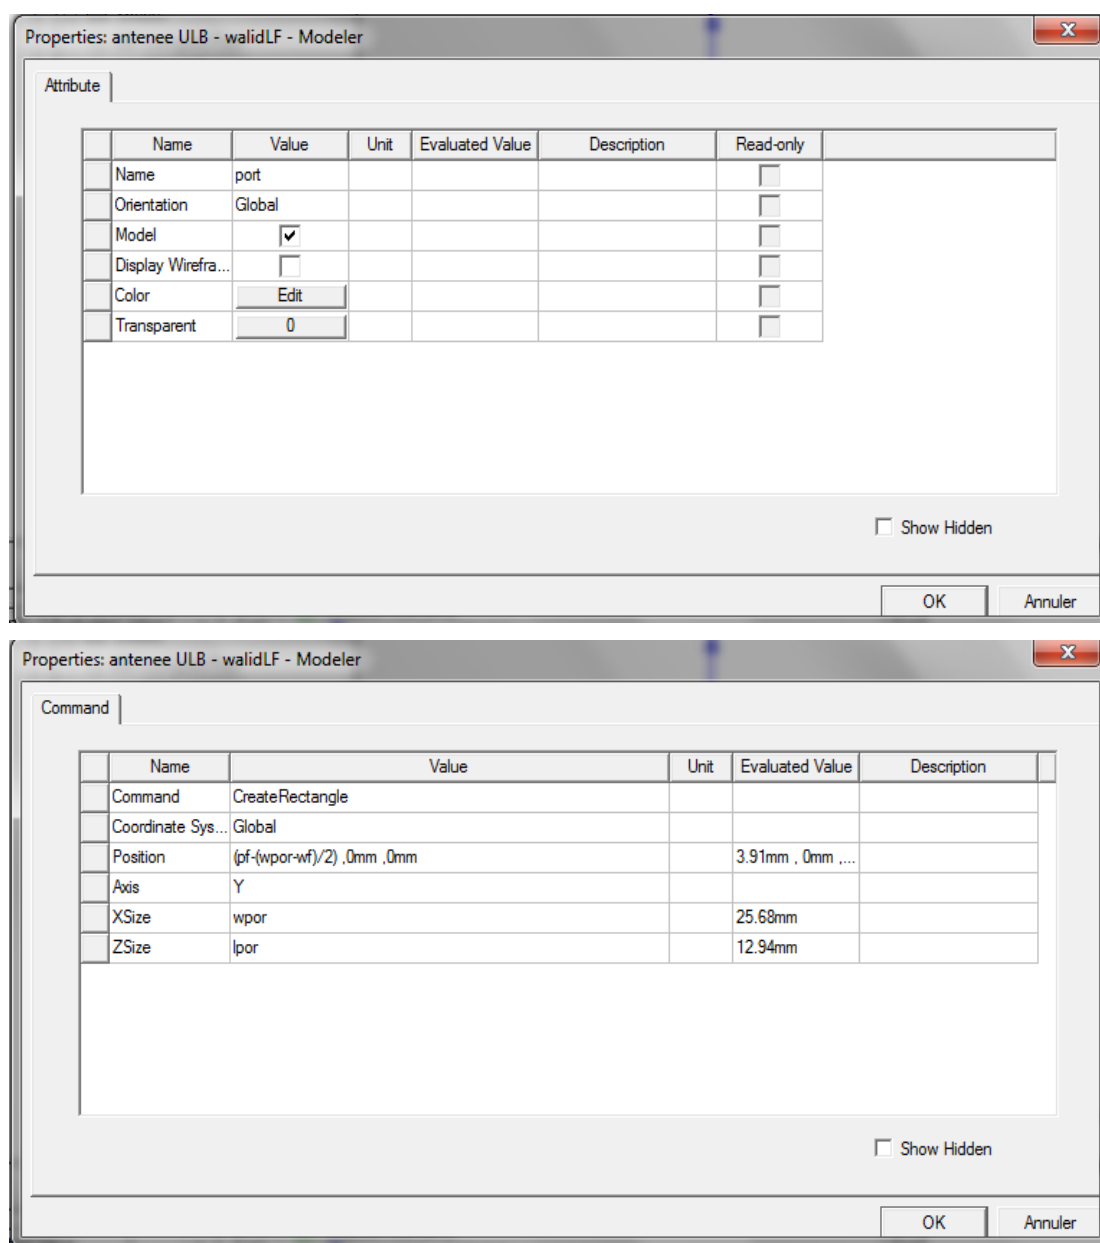 Properties: antenee ULB - walidLF - Modeler
Attribute
Name Value Unit Evaluated Value Description Read-only
Name port
Orientation Global
Model
Display Wirefra...
Color Edit
Transparent 0
Show Hidden
OK Annuler
Properties: antenee ULB - walidLF - Modeler
Command
Name Value Unit Evaluated Value Description
Command CreateRectangle
Coordinate Sys... Global
Position (pf-(wpor-wf)/2) ,0mm ,0mm 3.91mm , 0mm ,...
Axis Y
XSize wpor 25.68mm
ZSize lpor 12.94mm
Show Hidden
OK Annuler